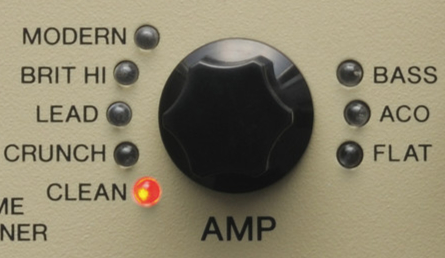 MODERN
BRIT HI
LEAD
CRUNCH
CLEAN
BASS
ACO
FLAT
AMP